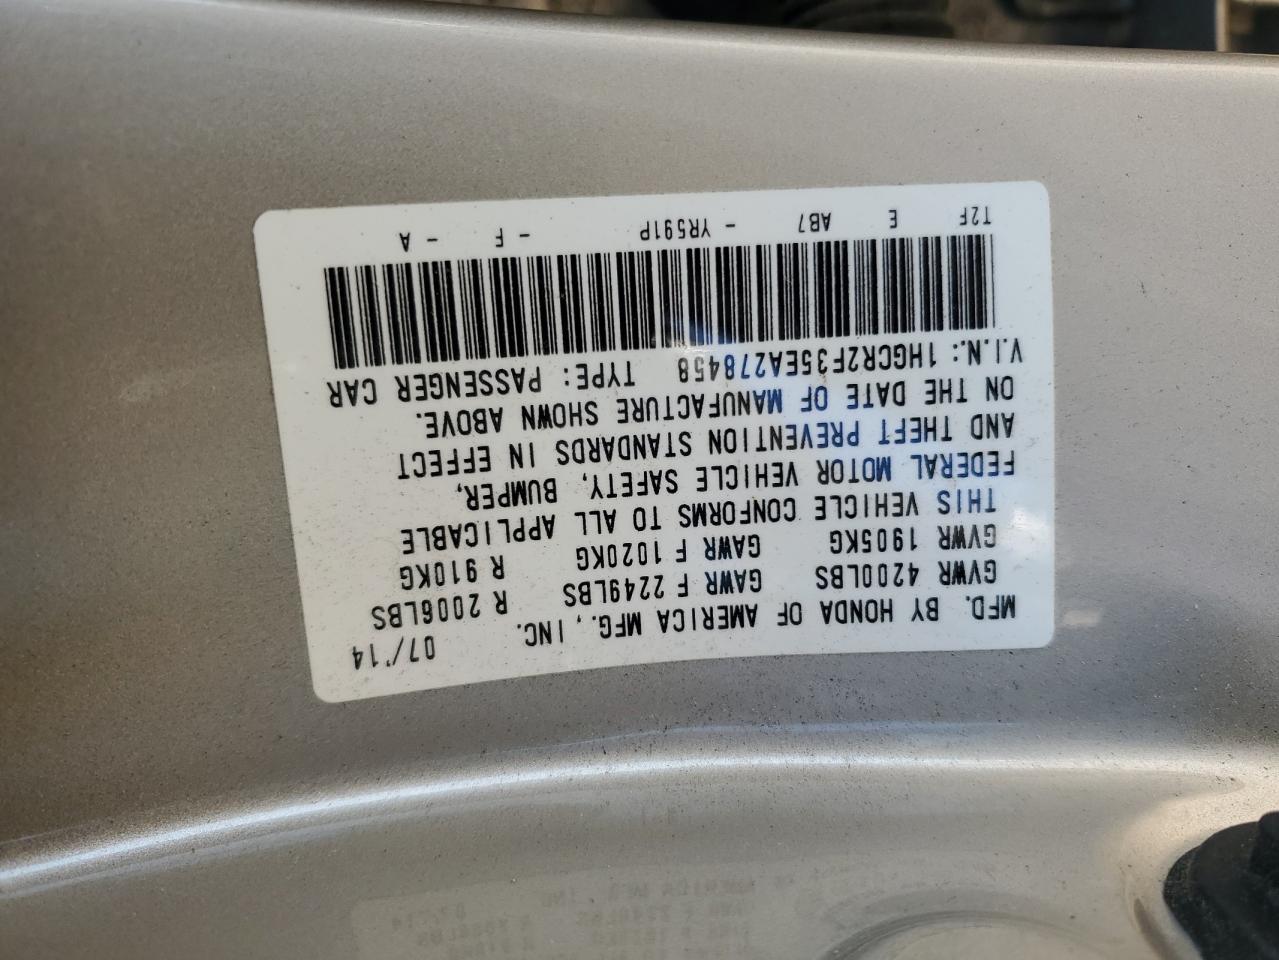 MFD. BY HONDA OF AMERICA MFG., INC. 07/14
GVWR 4200LBS GAWR F 2249LBS R 2006LBS
GVWR 1905KG GAWR F 1020KG R 910KG
THIS VEHICLE CONFORMS TO ALL APPLICABLE
FEDERAL MOTOR VEHICLE SAFETY, BUMPER,
AND THEFT PREVENTION STANDARDS IN EFFECT
ON THE DATE OF MANUFACTURE SHOWN ABOVE.
V.I.N.: 1HGCR2F35EA278458 TYPE: PASSENGER CAR
T2F E AB7 - YR591P - F - A